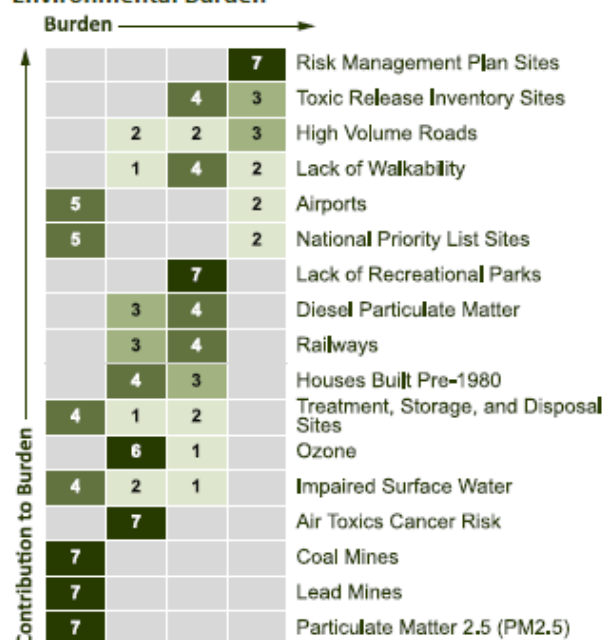 Environmental Burden
Burden
7 Risk Management Plan Sites
4 3 Toxic Release Inventory Sites
2 2 3 High Volume Roads
1 4 2 Lack of Walkability
5 2 Airports
5 2 National Priority List Sites
7 Lack of Recreational Parks
3 4 Diesel Particulate Matter
3 4 Railways
4 3 Houses Built Pre-1980
4 1 2 Treatment, Storage, and Disposal
Sites
6 1 Ozone
4 2 1 Impaired Surface Water
7 Air Toxics Cancer Risk
7 Coal Mines
7 Lead Mines
7 Particulate Matter 2.5 (PM2.5)
Contribution to Burden